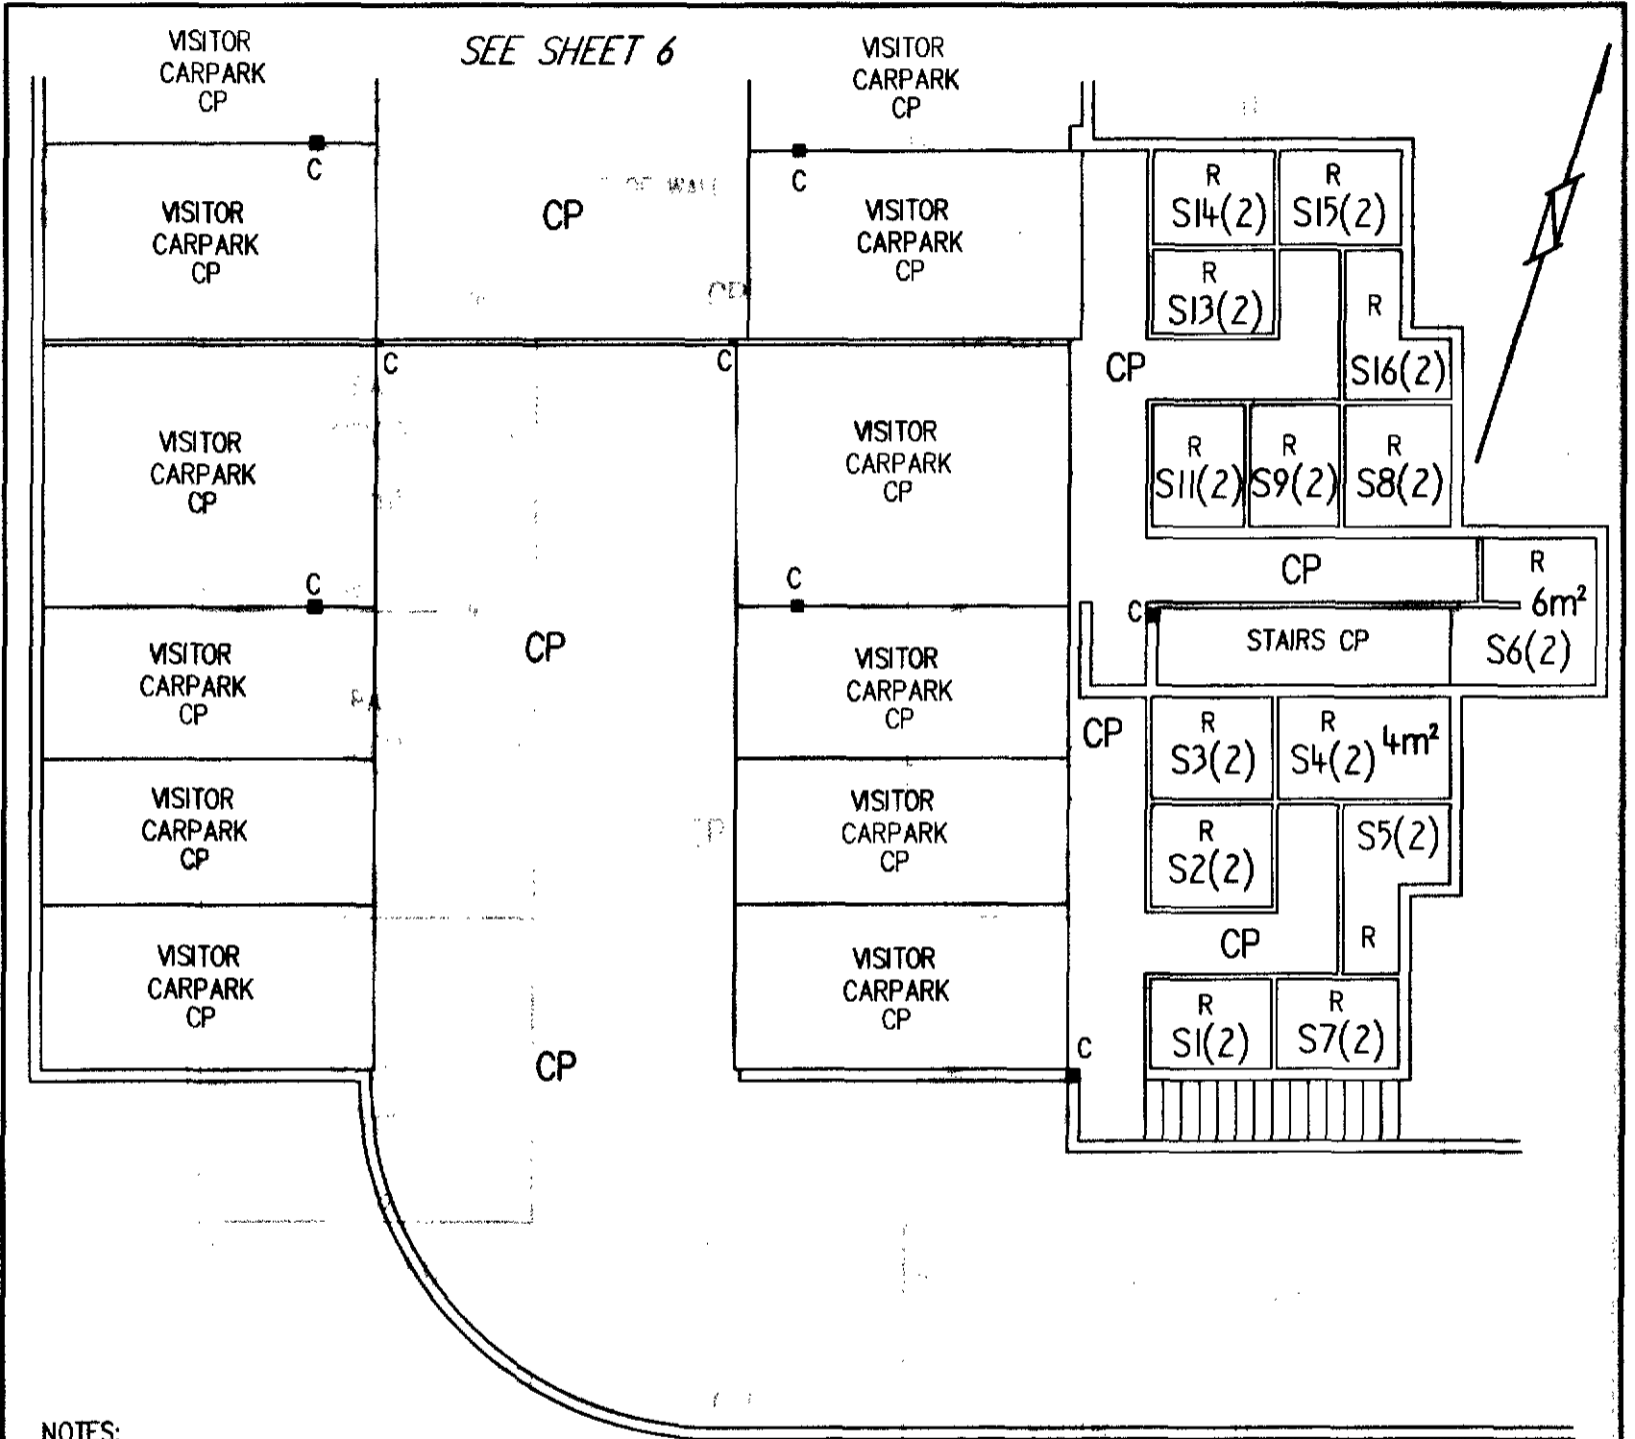 SEE SHEET 6
VISITOR
CARPARK
CP
VISITOR
CARPARK
CP
C
C
VISITOR
CARPARK
CP
CP
VISITOR
CARPARK
CP
R
S14(2)
R
S15(2)
R
S13(2)
R
S16(2)
CP
C
C
CP
VISITOR
CARPARK
CP
VISITOR
CARPARK
CP
R
S11(2)
R
S9(2)
R
S8(2)
CP
R
6m²
S6(2)
C
C
C
STAIRS CP
VISITOR
CARPARK
CP
CP
VISITOR
CARPARK
CP
CP
R
S3(2)
R
S4(2) 4m²
VISITOR
CARPARK
CP
VISITOR
CARPARK
CP
R
S2(2)
S5(2)
R
CP
VISITOR
CARPARK
CP
CP
VISITOR
CARPARK
CP
R
S1(2)
R
S7(2)
C
NOTES: